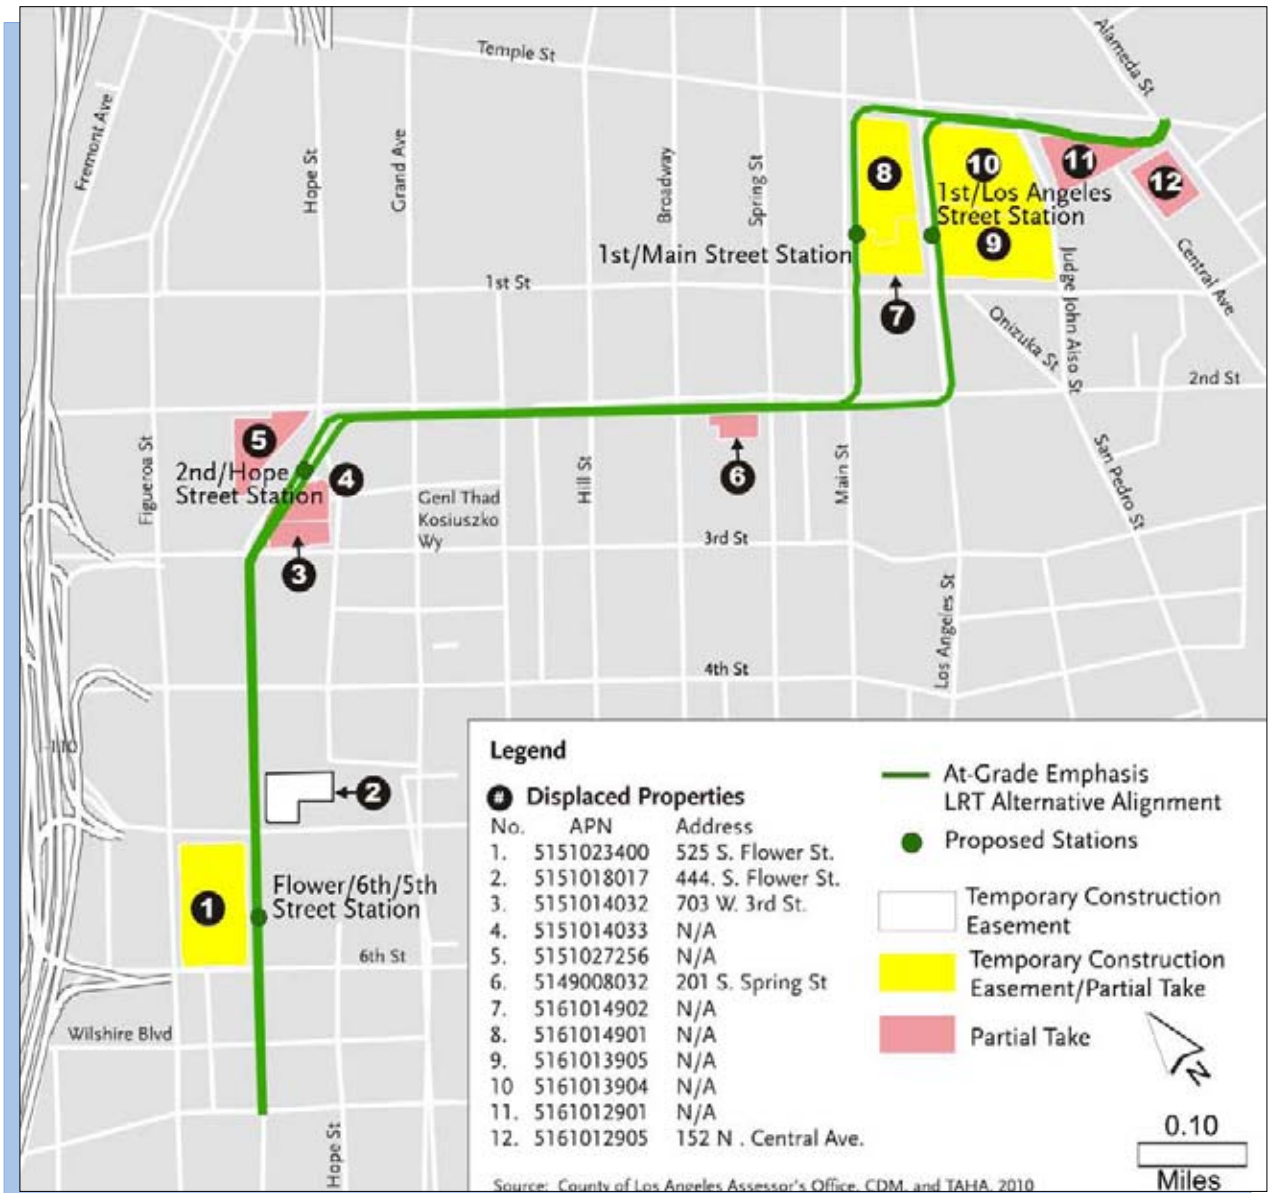 Temple St
Alameda St
Fremont Ave
Hope St
Grand Ave
Broadway
Spring St
8
10
11
12
1st/Los Angeles
Street Station
9
1st/Main Street Station
Judge John Aiso St
Central Ave
1st St
7
Onizuka St
2nd St
5
Figueroa St
2nd/Hope
Street Station
4
6
Hill St
Main St
San Pedro St
Genl Thad
Kosiuszko
Wy
3rd St
3
Los Angeles St
4th St
I-110
2
1
Flower/6th/5th
Street Station
6th St
Wilshire Blvd
Hope St
Legend
# Displaced Properties
No. APN Address
1. 5151023400 525 S. Flower St.
2. 5151018017 444. S. Flower St.
3. 5151014032 703 W. 3rd St.
4. 5151014033 N/A
5. 5151027256 N/A
6. 5149008032 201 S. Spring St
7. 5161014902 N/A
8. 5161014901 N/A
9. 5161013905 N/A
10 5161013904 N/A
11. 5161012901 N/A
12. 5161012905 152 N . Central Ave.
Source: County of Los Angeles Assessor's Office, CDM, and TAHA, 2010
At-Grade Emphasis
LRT Alternative Alignment
Proposed Stations
Temporary Construction
Easement
Temporary Construction
Easement/Partial Take
Partial Take
N
0.10
Miles